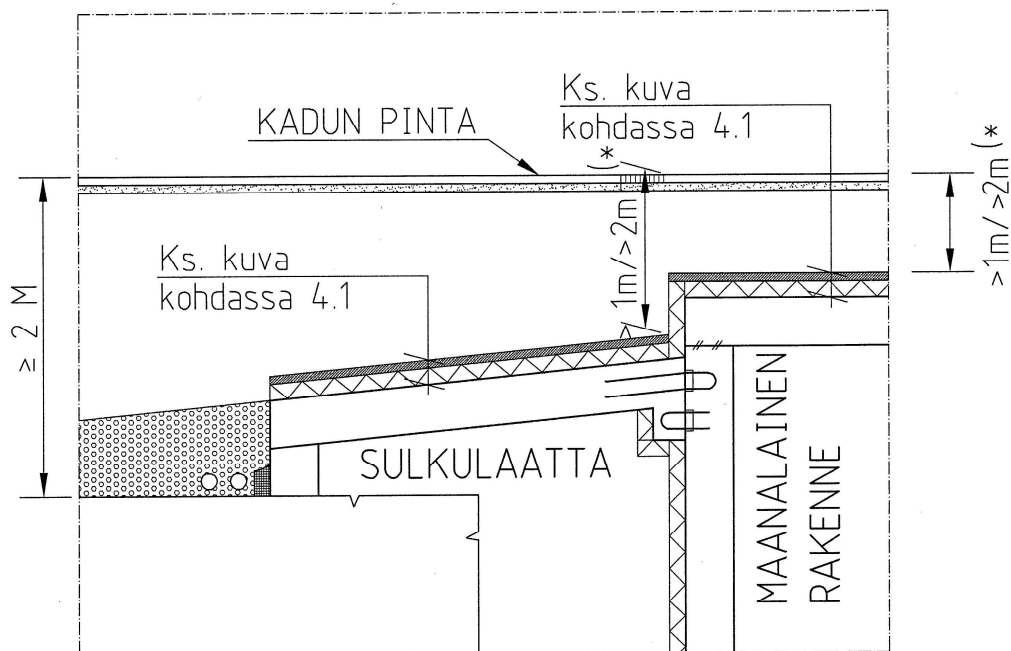 KADUN PINTA
Ks. kuva
kohdassa 4.1
>1m/>2m (*
>1m/>2m (*
≥ 2 M
Ks. kuva
kohdassa 4.1
SULKULAATTA
MAANALAINEN
RAKENNE